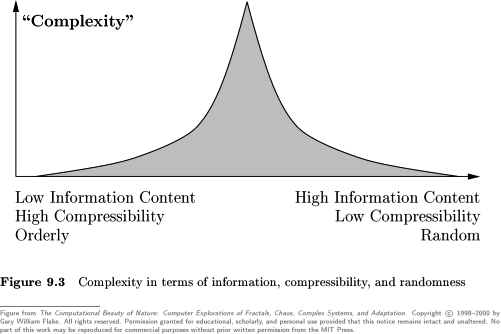 “Complexity”
Low Information Content
High Information Content
High Compressibility
Low Compressibility
Orderly
Random
Figure 9.3 Complexity in terms of information, compressibility, and randomness
Figure from The Computational Beauty of Nature: Computer Explorations of Fractals, Chaos, Complex Systems, and Adaptation. Copyright © 1998–2000 by
Gary William Flake. All rights reserved. Permission granted for educational, scholarly, and personal use provided that this notice remains intact and unaltered. No
part of this work may be reproduced for commercial purposes without prior written permission from the MIT Press.